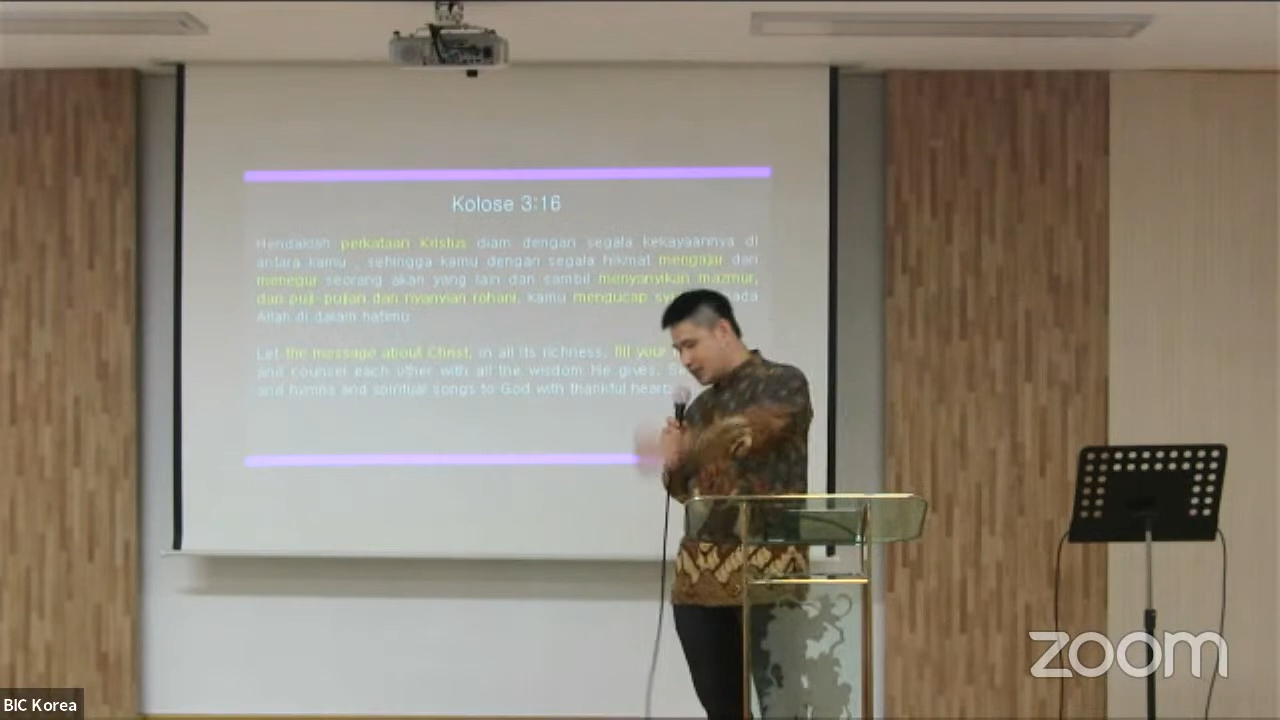 Kolose 3:16
Hendaklah perkataan Kristus diam dengan segala kekayaannya di
antara kamu , sehingga kamu dengan segala hikmat mengajar dan
menegur seorang akan yang lain dan sambil menyanyikan mazmur,
dan puji-pujian dan nyanyian rohani, kamu mengucap
Allah di dalam hatimu
Let the message about Christ, in all its richness, fill your
and counsel each other with all the wisdom He gives.
and hymns and spiritual songs to God with thankful hearts
zoom
BIC Korea